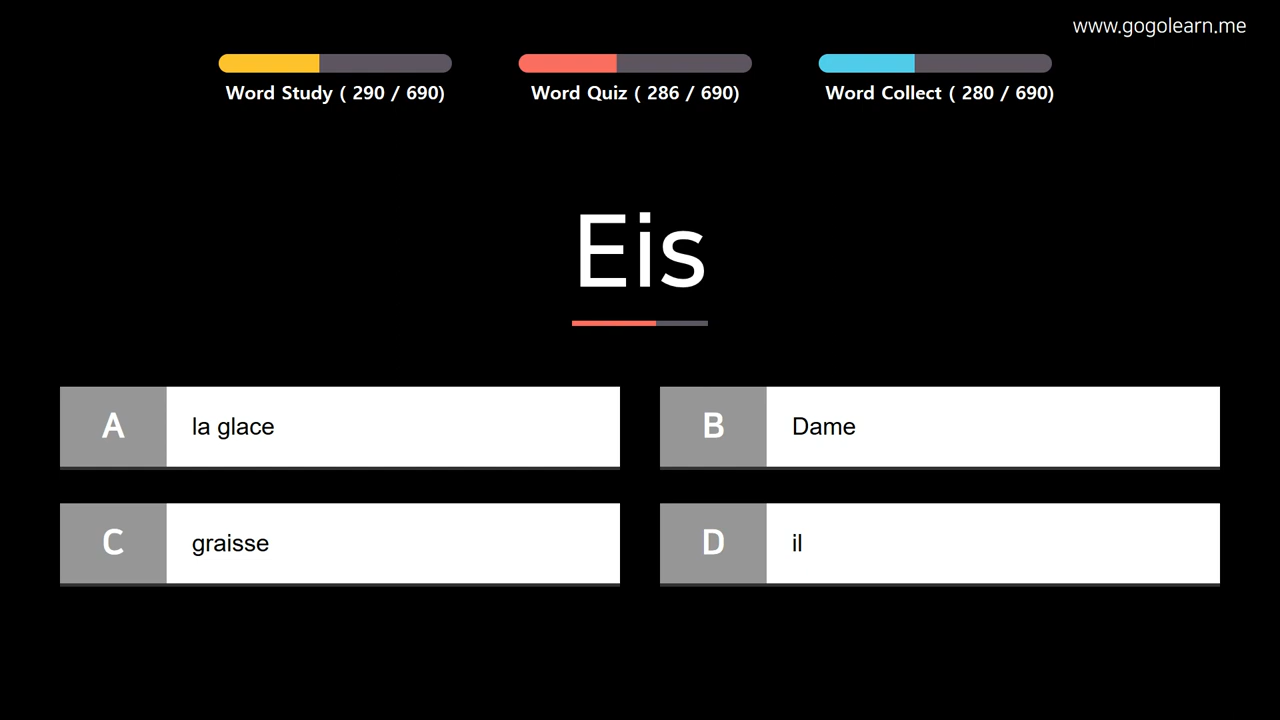 www.gogolearn.me
Word Study ( 290 / 690)
Word Quiz ( 286 / 690)
Word Collect ( 280 / 690)
Eis
A
la glace
B
Dame
C
graisse
D
il